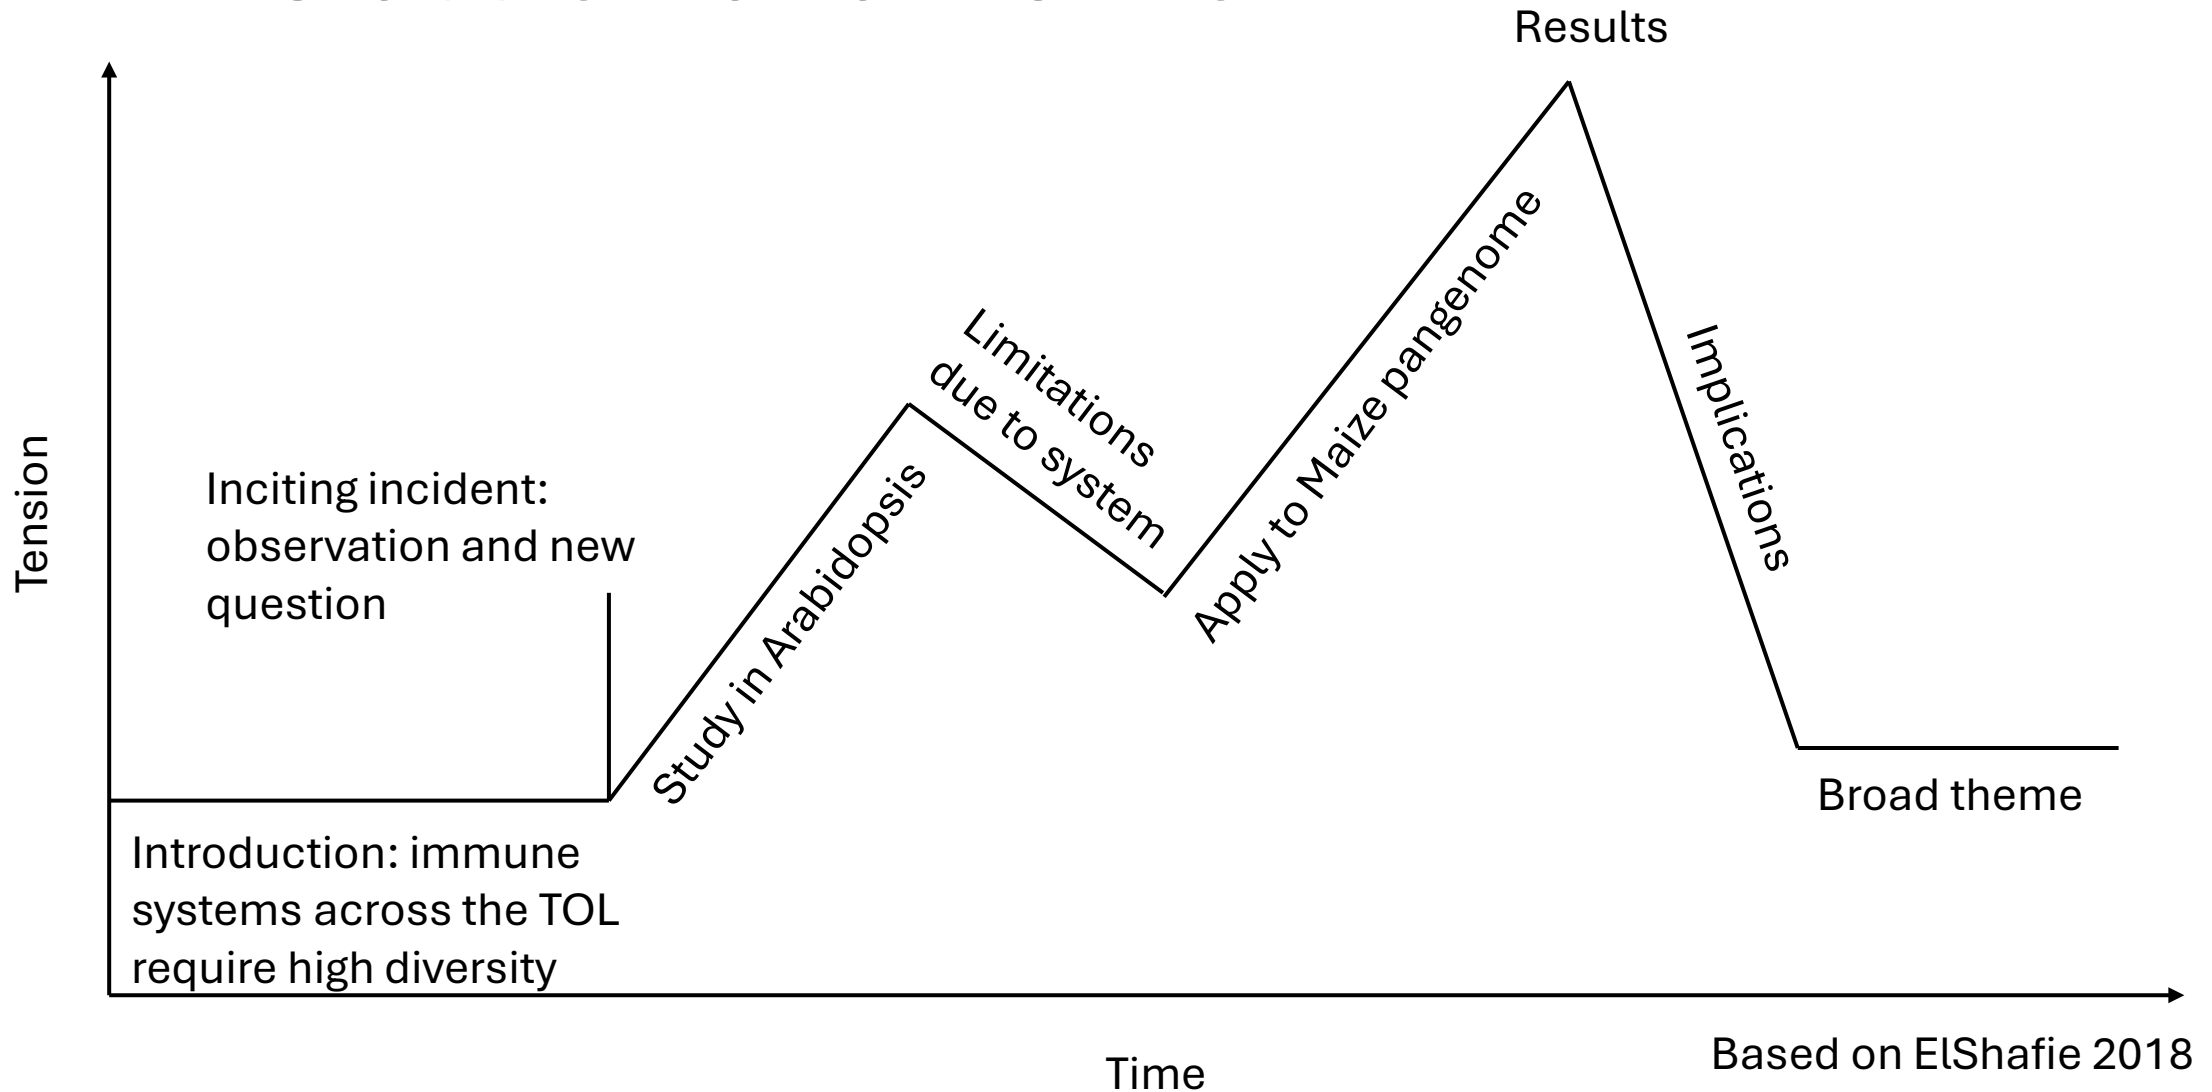 Results
Tension
Inciting incident:
observation and new
question
Study in Arabidopsis
Limitations
due to system
Apply to Maize pangenome
Implications
Broad theme
Introduction: immune
systems across the TOL
require high diversity
Time
Based on ElShafie 2018